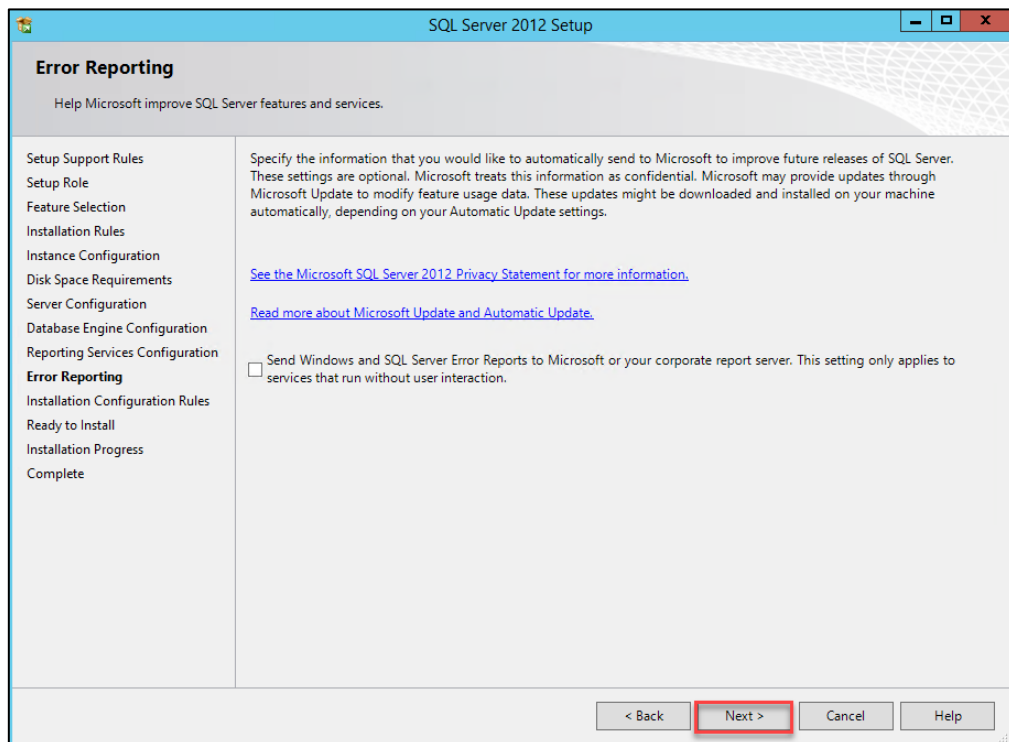 SQL Server 2012 Setup
Error Reporting
Help Microsoft improve SQL Server features and services.
Setup Support Rules
Setup Role
Feature Selection
Installation Rules
Instance Configuration
Disk Space Requirements
Server Configuration
Database Engine Configuration
Reporting Services Configuration
Error Reporting
Installation Configuration Rules
Ready to Install
Installation Progress
Complete
Specify the information that you would like to automatically send to Microsoft to improve future releases of SQL Server.
These settings are optional. Microsoft treats this information as confidential. Microsoft may provide updates through
Microsoft Update to modify feature usage data. These updates might be downloaded and installed on your machine
automatically, depending on your Automatic Update settings.
See the Microsoft SQL Server 2012 Privacy Statement for more information.
Read more about Microsoft Update and Automatic Update.
Send Windows and SQL Server Error Reports to Microsoft or your corporate report server. This setting only applies to
services that run without user interaction.
< Back
Next >
Cancel
Help